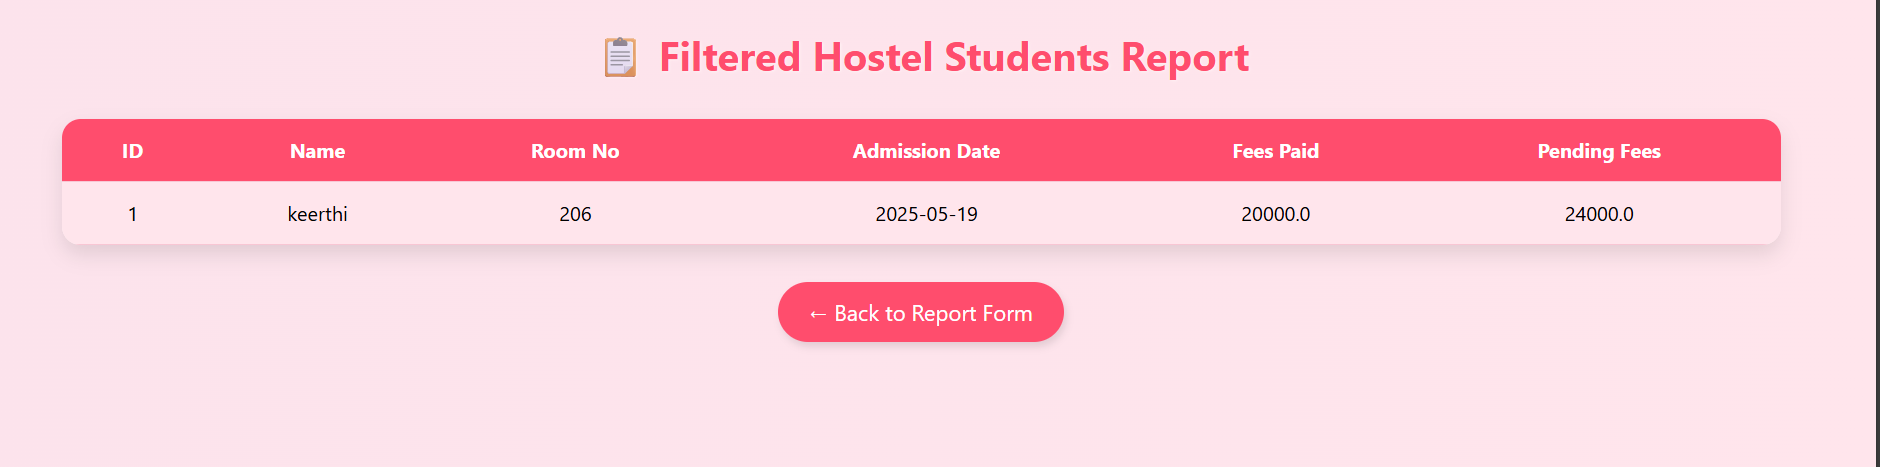 Filtered Hostel Students Report
ID Name Room No Admission Date Fees Paid Pending Fees
1 keerthi 206 2025-05-19 20000.0 24000.0
← Back to Report Form